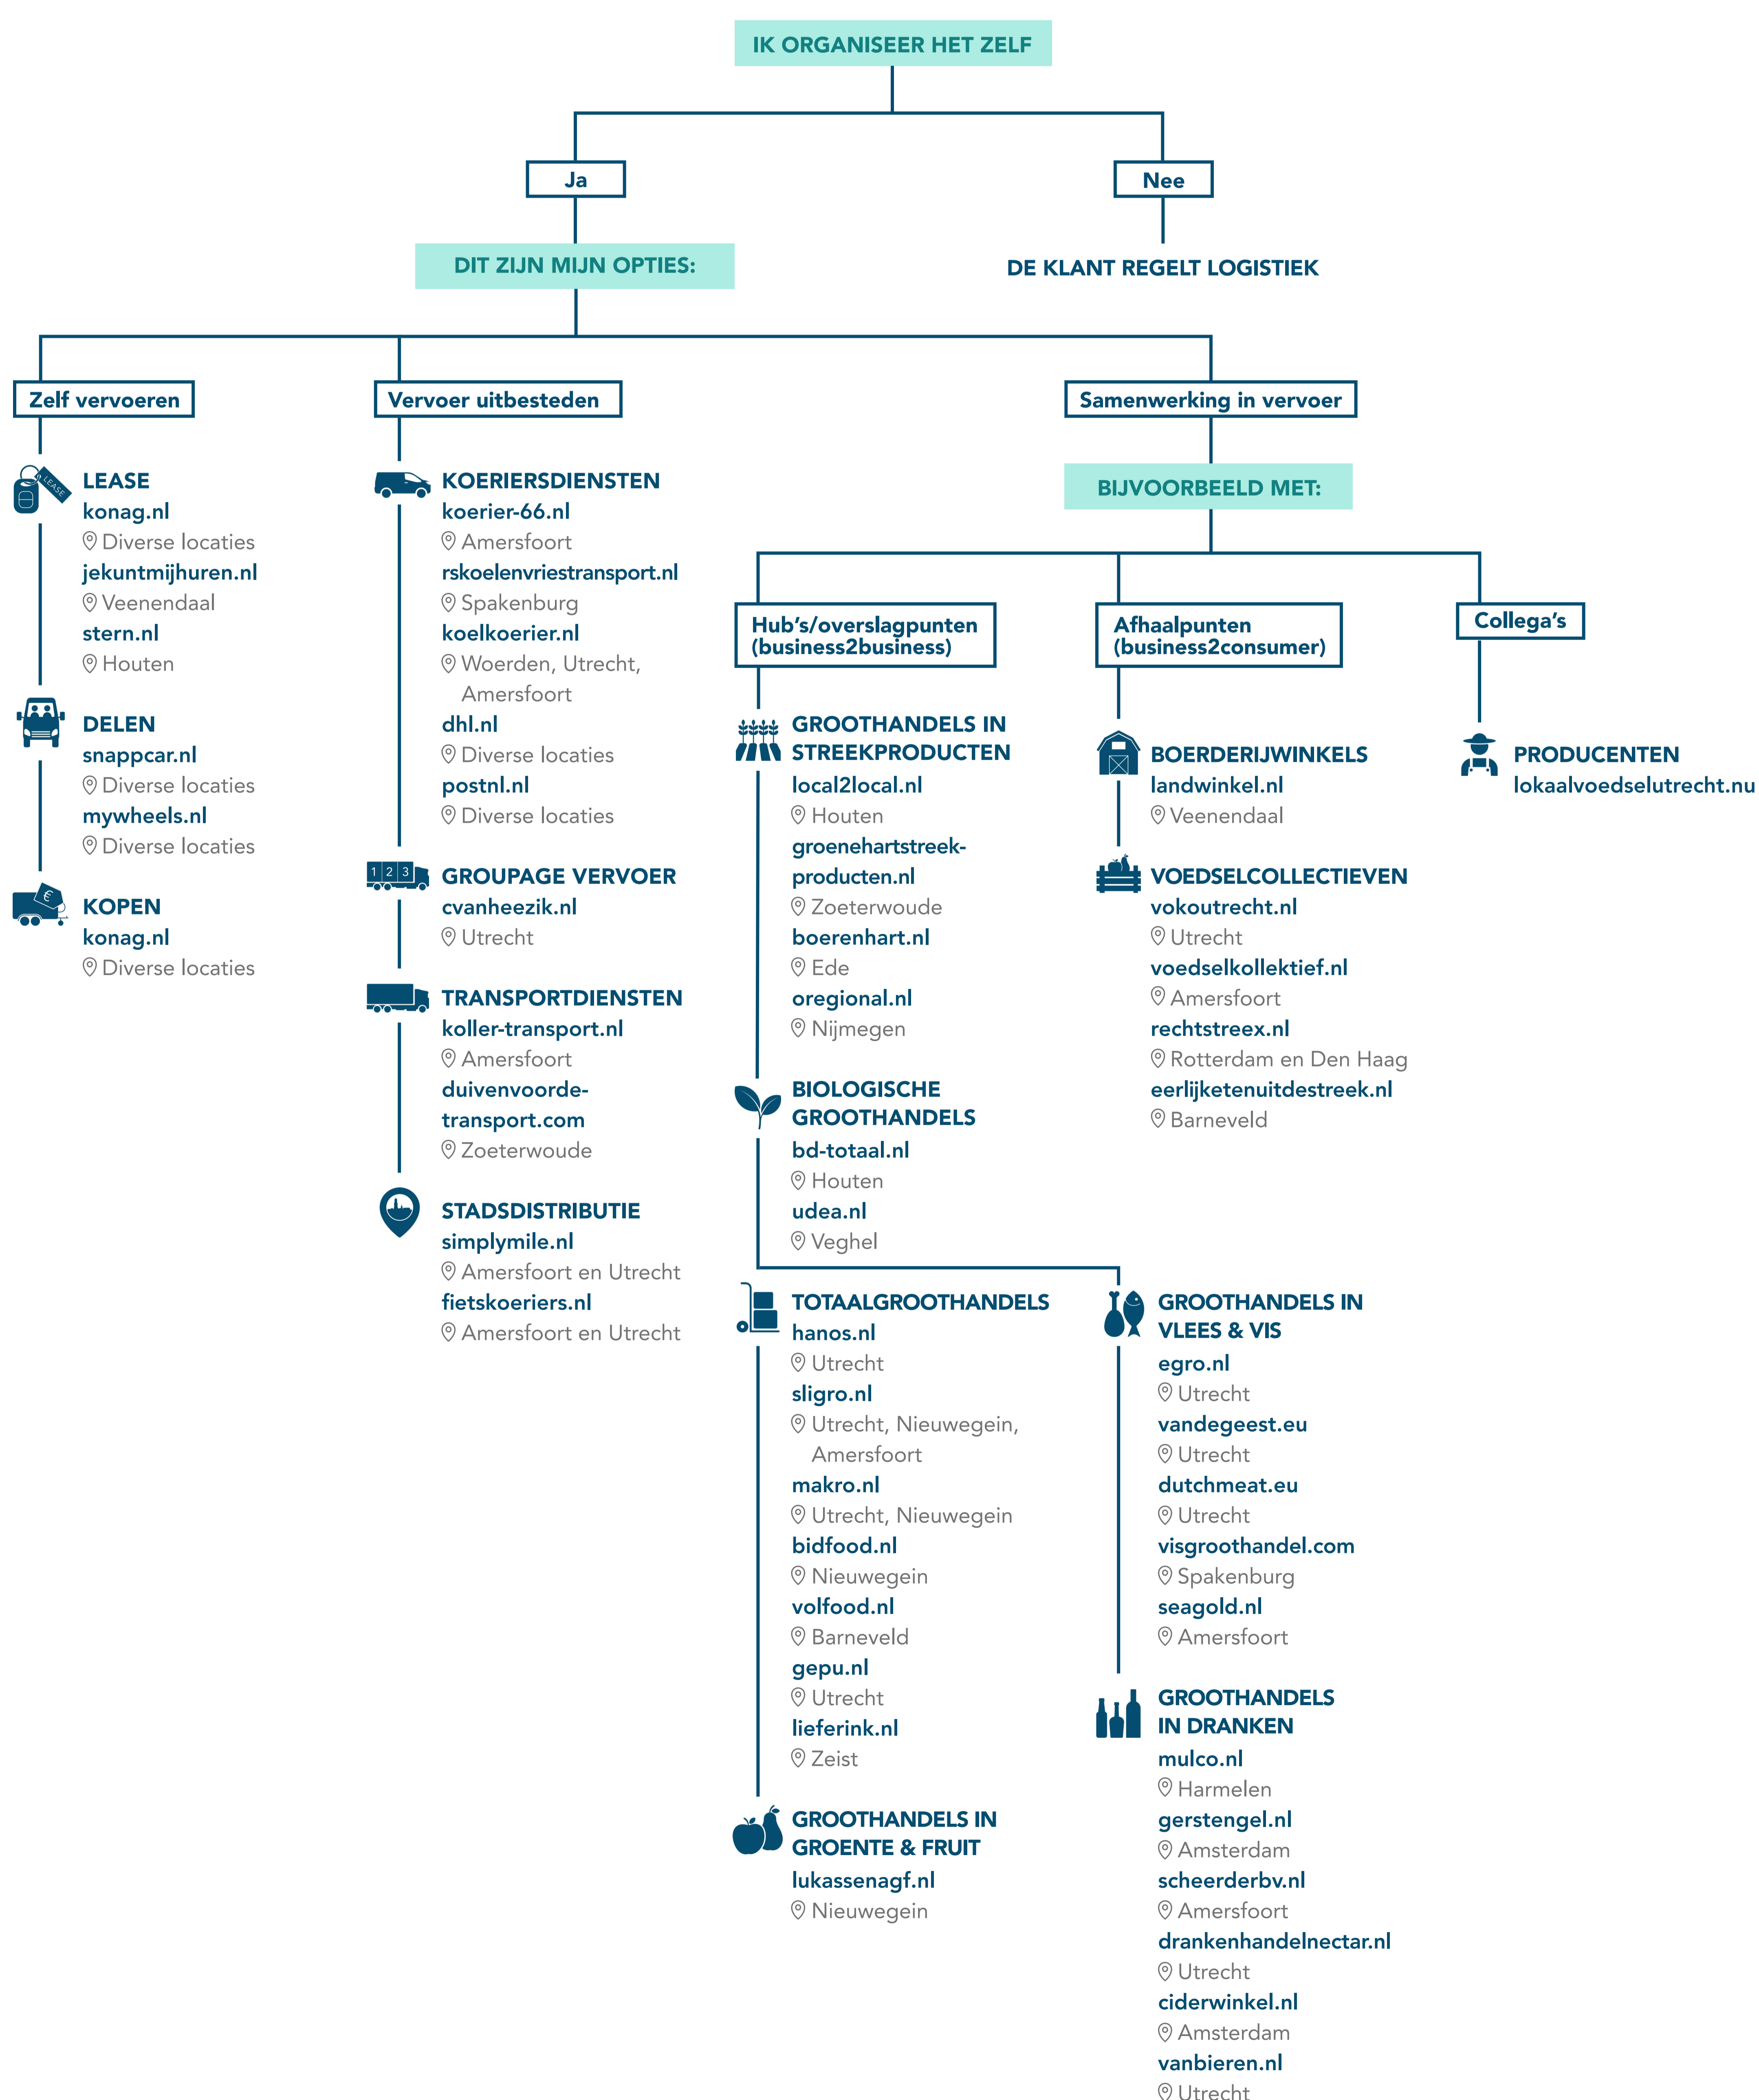 IK ORGANISEER HET ZELF
Ja
Nee
DIT ZIJN MIJN OPTIES:
DE KLANT REGELT LOGISTIEK
Zelf vervoeren
LEASE
LEASE
konag.nl
Diverse locaties
jekuntmijhuren.nl
Veenendaal
stern.nl
Houten
DELEN
snappcar.nl
Diverse locaties
mywheels.nl
Diverse locaties
€
KOPEN
konag.nl
Diverse locaties
Vervoer uitbesteden
KOERIERSDIENSTEN
koerier-66.nl
Amersfoort
rskoelenvriestransport.nl
Spakenburg
koelkoerier.nl
Woerden, Utrecht,
Amersfoort
dhl.nl
Diverse locaties
postnl.nl
Diverse locaties
1 2 3
GROUPAGE VERVOER
cvanheezik.nl
Utrecht
TRANSPORTDIENSTEN
koller-transport.nl
Amersfoort
duivenvoorde-
transport.com
Zoeterwoude
STADSDISTRIBUTIE
simplymile.nl
Amersfoort en Utrecht
fietskoeriers.nl
Amersfoort en Utrecht
Samenwerking in vervoer
BIJVOORBEELD MET:
Hub’s/overslagpunten
(business2business)
GROOTHANDELS IN
STREEKPRODUCTEN
local2local.nl
Houten
groenehartstreek-
producten.nl
Zoeterwoude
boerenhart.nl
Ede
oregional.nl
Nijmegen
BIOLOGISCHE
GROOTHANDELS
bd-totaal.nl
Houten
udea.nl
Veghel
TOTAALGROOTHANDELS
hanos.nl
Utrecht
sligro.nl
Utrecht, Nieuwegein,
Amersfoort
makro.nl
Utrecht, Nieuwegein
bidfood.nl
Nieuwegein
volfood.nl
Barneveld
gepu.nl
Utrecht
lieferink.nl
Zeist
GROOTHANDELS IN
GROENTE & FRUIT
lukassenagf.nl
Nieuwegein
GROOTHANDELS IN
VLEES & VIS
egro.nl
Utrecht
vandegeest.eu
Utrecht
dutchmeat.eu
Utrecht
visgroothandel.com
Spakenburg
seagold.nl
Amersfoort
GROOTHANDELS
IN DRANKEN
mulco.nl
Harmelen
gerstengel.nl
Amsterdam
scheerderbv.nl
Amersfoort
drankenhandelnectar.nl
Utrecht
ciderwinkel.nl
Amsterdam
vanbieren.nl
Utrecht
Afhaalpunten
(business2consumer)
BOERDERIJWINKELS
landwinkel.nl
Veenendaal
VOEDSELCOLLECTIEVEN
vokoutrecht.nl
Utrecht
voedselkollektief.nl
Amersfoort
rechtstreex.nl
Rotterdam en Den Haag
eerlijketenuitdestreek.nl
Barneveld
Collega’s
PRODUCENTEN
lokaalvoedselutrecht.nu